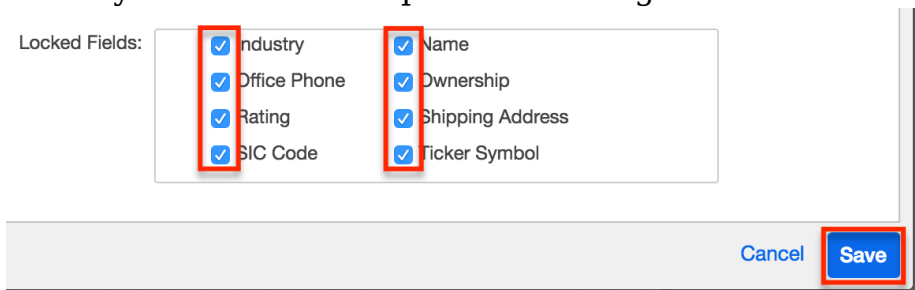 Locked Fields:
Industry Name
Office Phone Ownership
Rating Shipping Address
SIC Code Ticker Symbol
Cancel Save